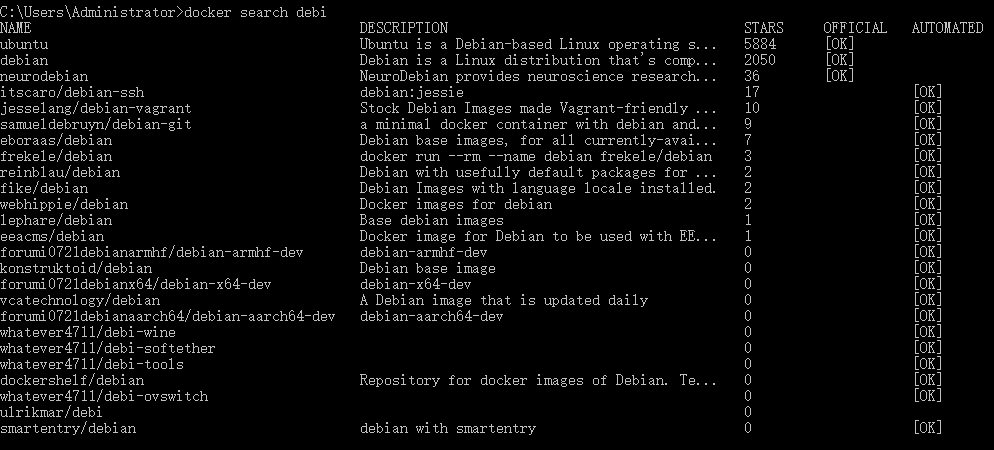 C:\Users\Administrator>docker search debi
NAME DESCRIPTION STARS OFFICIAL AUTOMATED
ubuntu Ubuntu is a Debian-based Linux operating s... 5884 [OK]
debian Debian is a Linux distribution that's comp... 2050 [OK]
neurodebian NeuroDebian provides neuroscience research... 36 [OK]
itscaro/debian-ssh debian:jessie 17 [OK]
jesselang/debian-vagrant Stock Debian Images made Vagrant-friendly ... 10 [OK]
samueldebruyn/debian-git a minimal docker container with debian and... 9 [OK]
eboraas/debian Debian base images, for all currently-avai... 7 [OK]
frekele/debian docker run --rm --name debian frekele/debian 3 [OK]
reinblau/debian Debian with usefully default packages for ... 2 [OK]
fike/debian Debian Images with language locale installed. 2 [OK]
webhippie/debian Docker images for debian 2 [OK]
lephare/debian Base debian images 1 [OK]
eeacms/debian Docker image for Debian to be used with EE... 1 [OK]
forumi0721debianarmhf/debian-armhf-dev debian-armhf-dev 0 [OK]
konstruktoid/debian Debian base image 0 [OK]
forumi0721debianx64/debian-x64-dev debian-x64-dev 0 [OK]
vcatechnology/debian A Debian image that is updated daily 0 [OK]
forumi0721debianaarch64/debian-aarch64-dev debian-aarch64-dev 0 [OK]
whatever4711/debi-wine 0 [OK]
whatever4711/debi-softether 0 [OK]
whatever4711/debi-tools 0 [OK]
dockershelf/debian Repository for docker images of Debian. Te... 0 [OK]
whatever4711/debi-ovswitch 0 [OK]
ulrikmar/debi 0
smartentry/debian debian with smartentry 0 [OK]